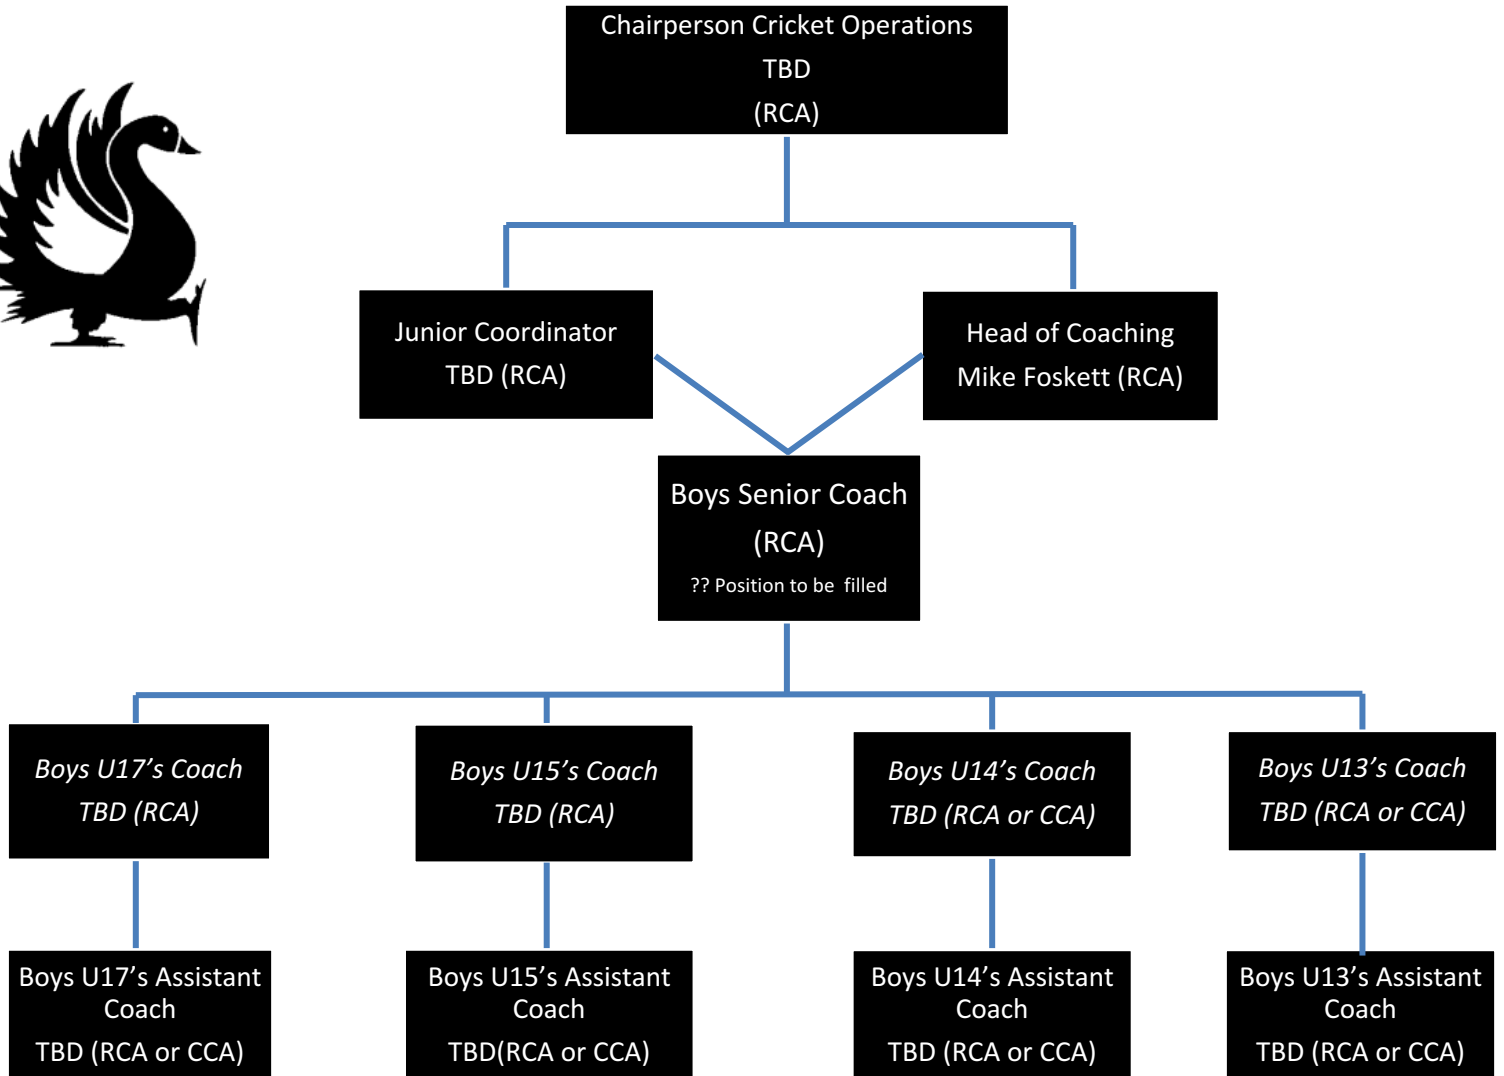 Chairperson Cricket Operations
TBD
(RCA)
Junior Coordinator
TBD (RCA)
Head of Coaching
Mike Foskett (RCA)
Boys Senior Coach
(RCA)
?? Position to be  filled
Boys U17’s Coach
TBD (RCA)
Boys U15’s Coach
TBD (RCA)
Boys U14’s Coach
TBD (RCA or CCA)
Boys U13’s Coach
TBD (RCA or CCA)
Boys U17’s Assistant
Coach
TBD (RCA or CCA)
Boys U15’s Assistant
Coach
TBD(RCA or CCA)
Boys U14’s Assistant
Coach
TBD (RCA or CCA)
Boys U13’s Assistant
Coach
TBD (RCA or CCA)